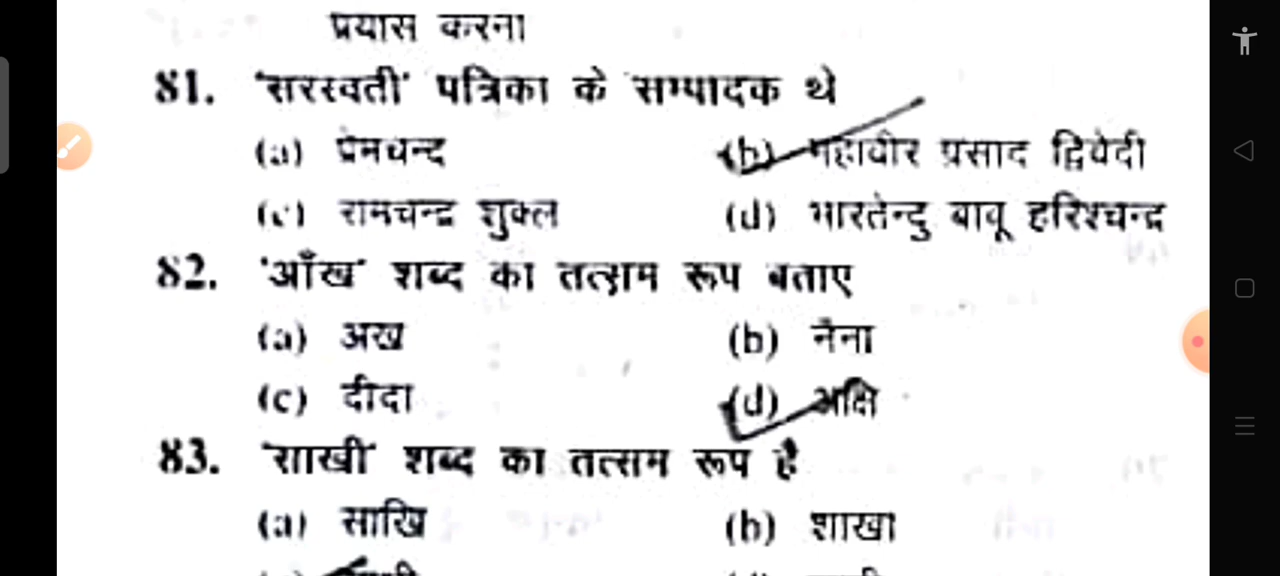 प्रयास करना
81. 'सरस्वती' पत्रिका के सम्पादक थे
(a) प्रेमचन्द (b) महावीर प्रसाद द्विवेदी
(c) रामचन्द्र शुक्ल (d) भारतेन्दु बाबू हरिश्चन्द्र
82. 'आँख' शब्द का तत्सम रूप बताए
(a) अख (b) नैना
(c) दीदा (d) अक्षि
83. 'साखी' शब्द का तत्सम रूप है
(a) साखि (b) शाखा